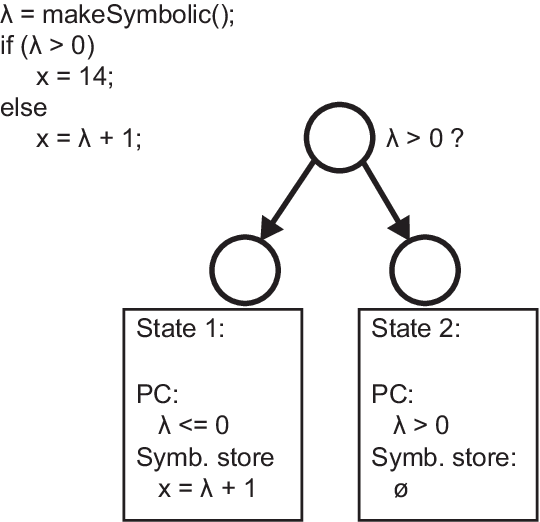 λ = makeSymbolic();
if (λ > 0)
x = 14;
else
x = λ + 1;
λ > 0 ?
State 1:
PC:
λ <= 0
Symb. store
x = λ + 1
State 2:
PC:
λ > 0
Symb. store:
ø